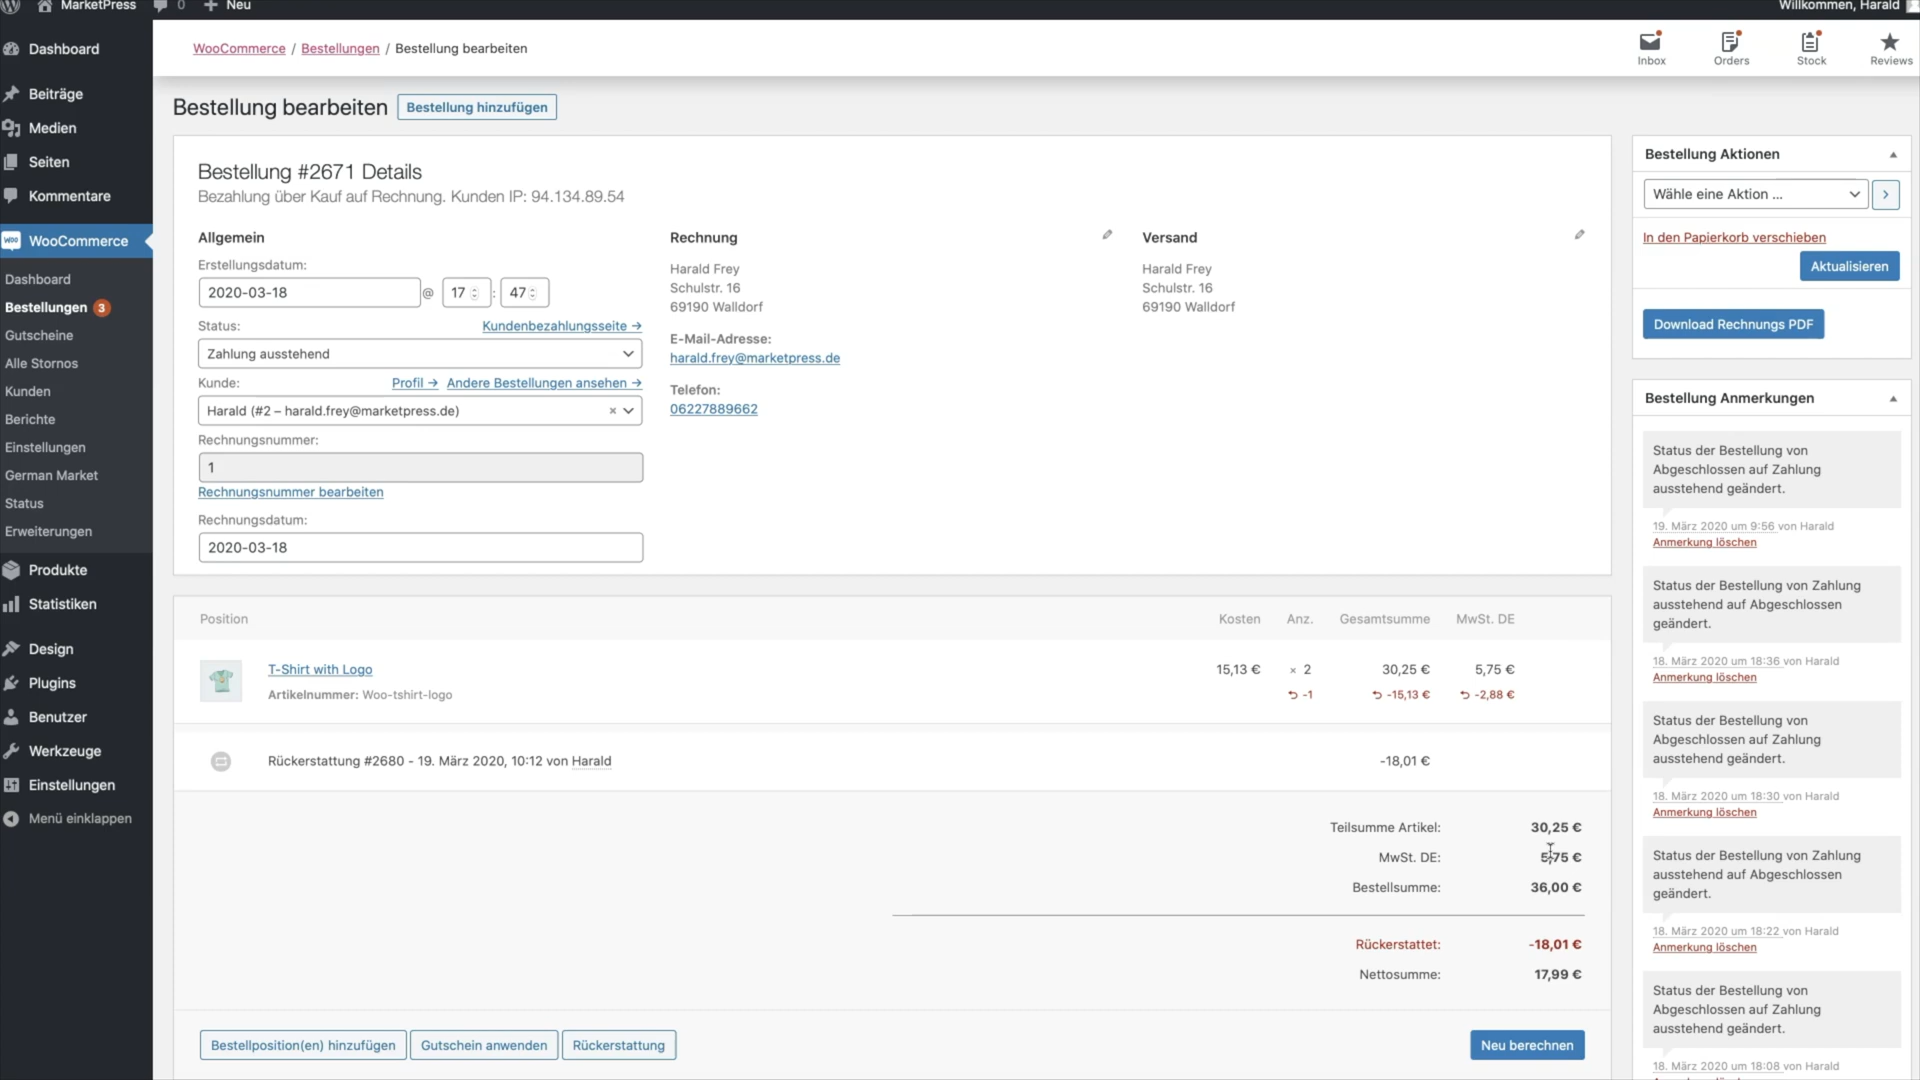 MarketPress
0
Neu
Willkommen, Harald
Dashboard
Beiträge
Medien
Seiten
Kommentare
WooCommerce
Dashboard
Bestellungen 3
Gutscheine
Alle Stornos
Kunden
Berichte
Einstellungen
German Market
Status
Erweiterungen
Produkte
Statistiken
Design
Plugins
Benutzer
Werkzeuge
Einstellungen
Menü einklappen
WooCommerce / Bestellungen / Bestellung bearbeiten
Inbox
Orders
Stock
Reviews
Bestellung bearbeiten
Bestellung hinzufügen
Bestellung #2671 Details
Bezahlung über Kauf auf Rechnung. Kunden IP: 94.134.89.54
Allgemein
Erstellungsdatum:
2020-03-18 @ 17 : 47
Status:
Kundenbezahlungsseite →
Zahlung ausstehend
Kunde:
Profil → Andere Bestellungen ansehen →
Harald (#2 – harald.frey@marketpress.de) ×
Rechnungsnummer:
1
Rechnungsnummer bearbeiten
Rechnungsdatum:
2020-03-18
Rechnung
Harald Frey
Schulstr. 16
69190 Walldorf
E-Mail-Adresse:
harald.frey@marketpress.de
Telefon:
06227889662
Versand
Harald Frey
Schulstr. 16
69190 Walldorf
Position Kosten Anz. Gesamtsumme MwSt. DE
T-Shirt with Logo 15,13 € × 2 30,25 € 5,75 €
Artikelnummer: Woo-tshirt-logo -1 -15,13 € -2,88 €
Rückerstattung #2680 - 19. März 2020, 10:12 von Harald -18,01 €
Teilsumme Artikel: 30,25 €
MwSt. DE: 5,75 €
Bestellsumme: 36,00 €
Rückerstattet: -18,01 €
Nettosumme: 17,99 €
Bestellposition(en) hinzufügen
Gutschein anwenden
Rückerstattung
Neu berechnen
Bestellung Aktionen
Wähle eine Aktion ...
In den Papierkorb verschieben
Aktualisieren
Download Rechnungs PDF
Bestellung Anmerkungen
Status der Bestellung von
Abgeschlossen auf Zahlung
ausstehend geändert.
19. März 2020 um 9:56 von Harald
Anmerkung löschen
Status der Bestellung von Zahlung
ausstehend auf Abgeschlossen
geändert.
18. März 2020 um 18:36 von Harald
Anmerkung löschen
Status der Bestellung von
Abgeschlossen auf Zahlung
ausstehend geändert.
18. März 2020 um 18:30 von Harald
Anmerkung löschen
Status der Bestellung von Zahlung
ausstehend auf Abgeschlossen
geändert.
18. März 2020 um 18:22 von Harald
Anmerkung löschen
Status der Bestellung von
Abgeschlossen auf Zahlung
ausstehend geändert.
18. März 2020 um 18:08 von Harald